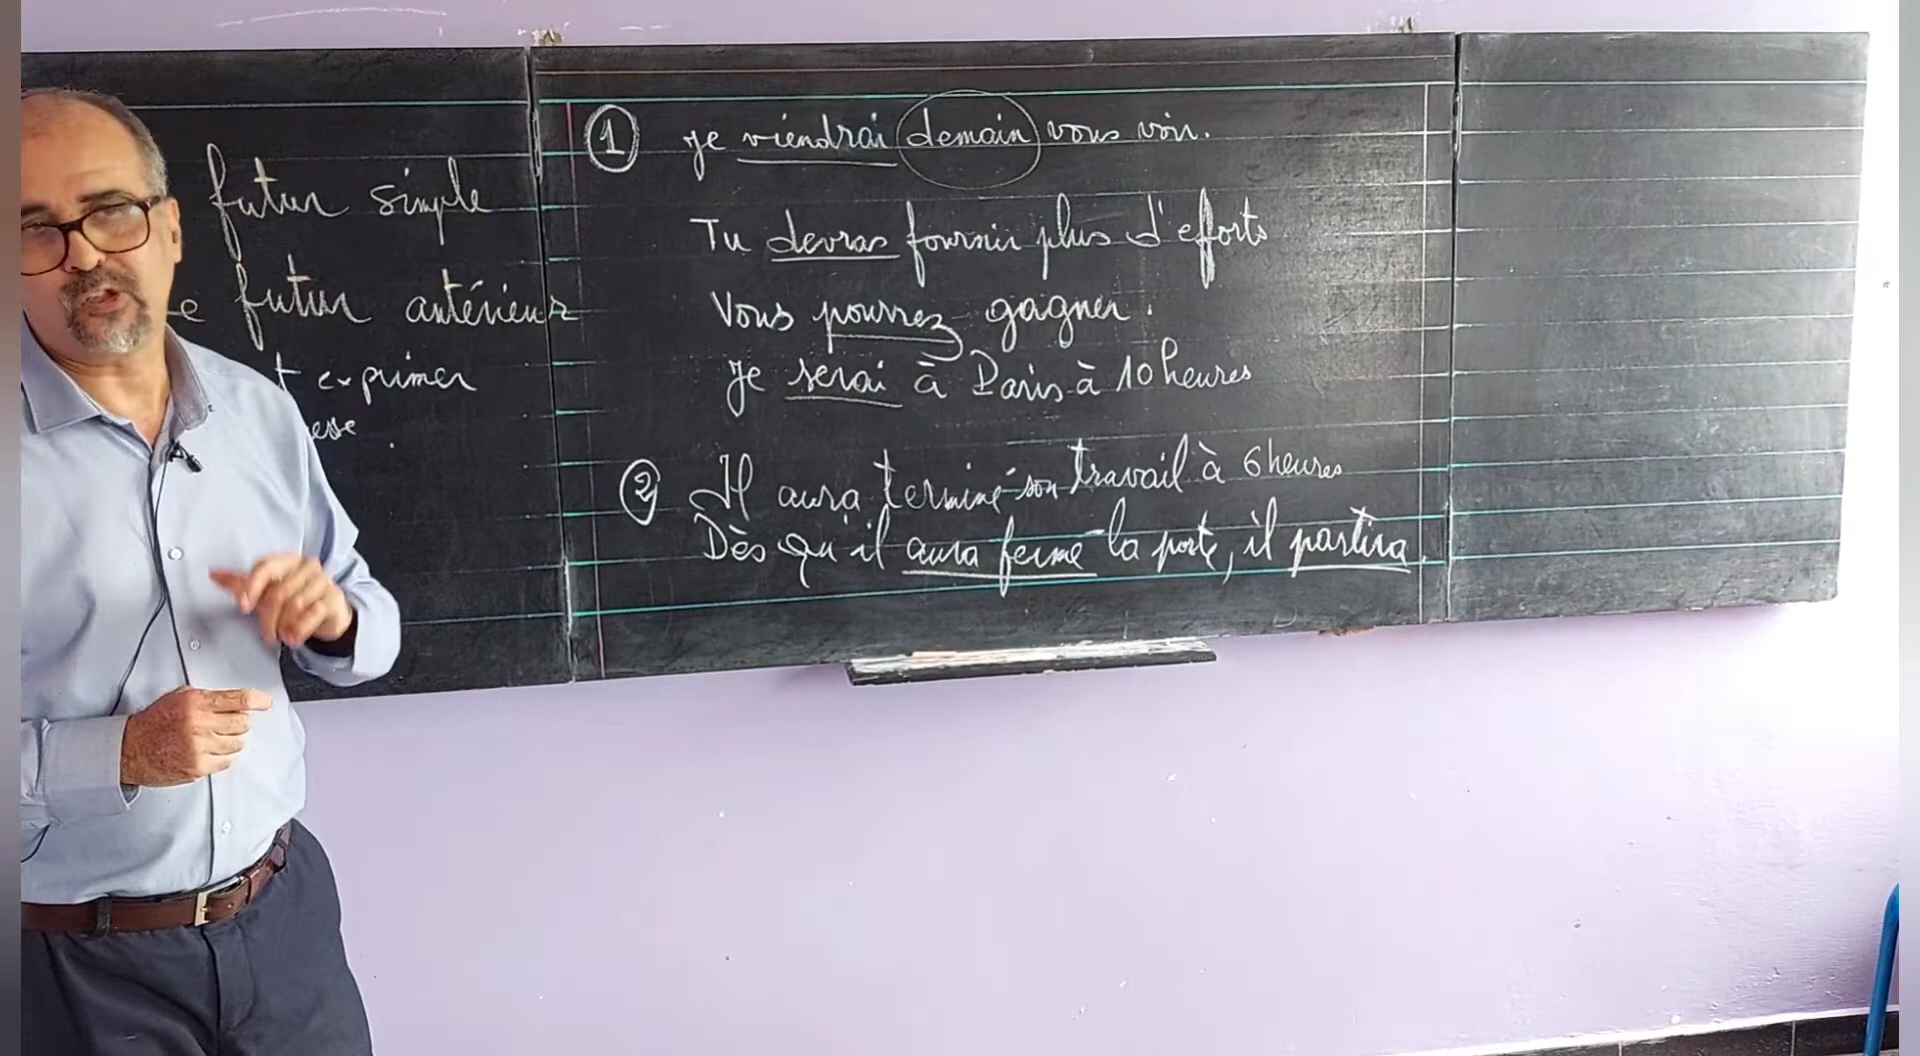 futur simple
e futur antérieur
t exprimer
esse.
① Je viendrai demain vous voir.
Tu devras fournir plus d'eforts
Vous pourrez gagner.
Je serai à Paris à 10 heures
② Il aura terminé son travail à 6 heures
Dès qu'il aura fermé la porte, il partira.